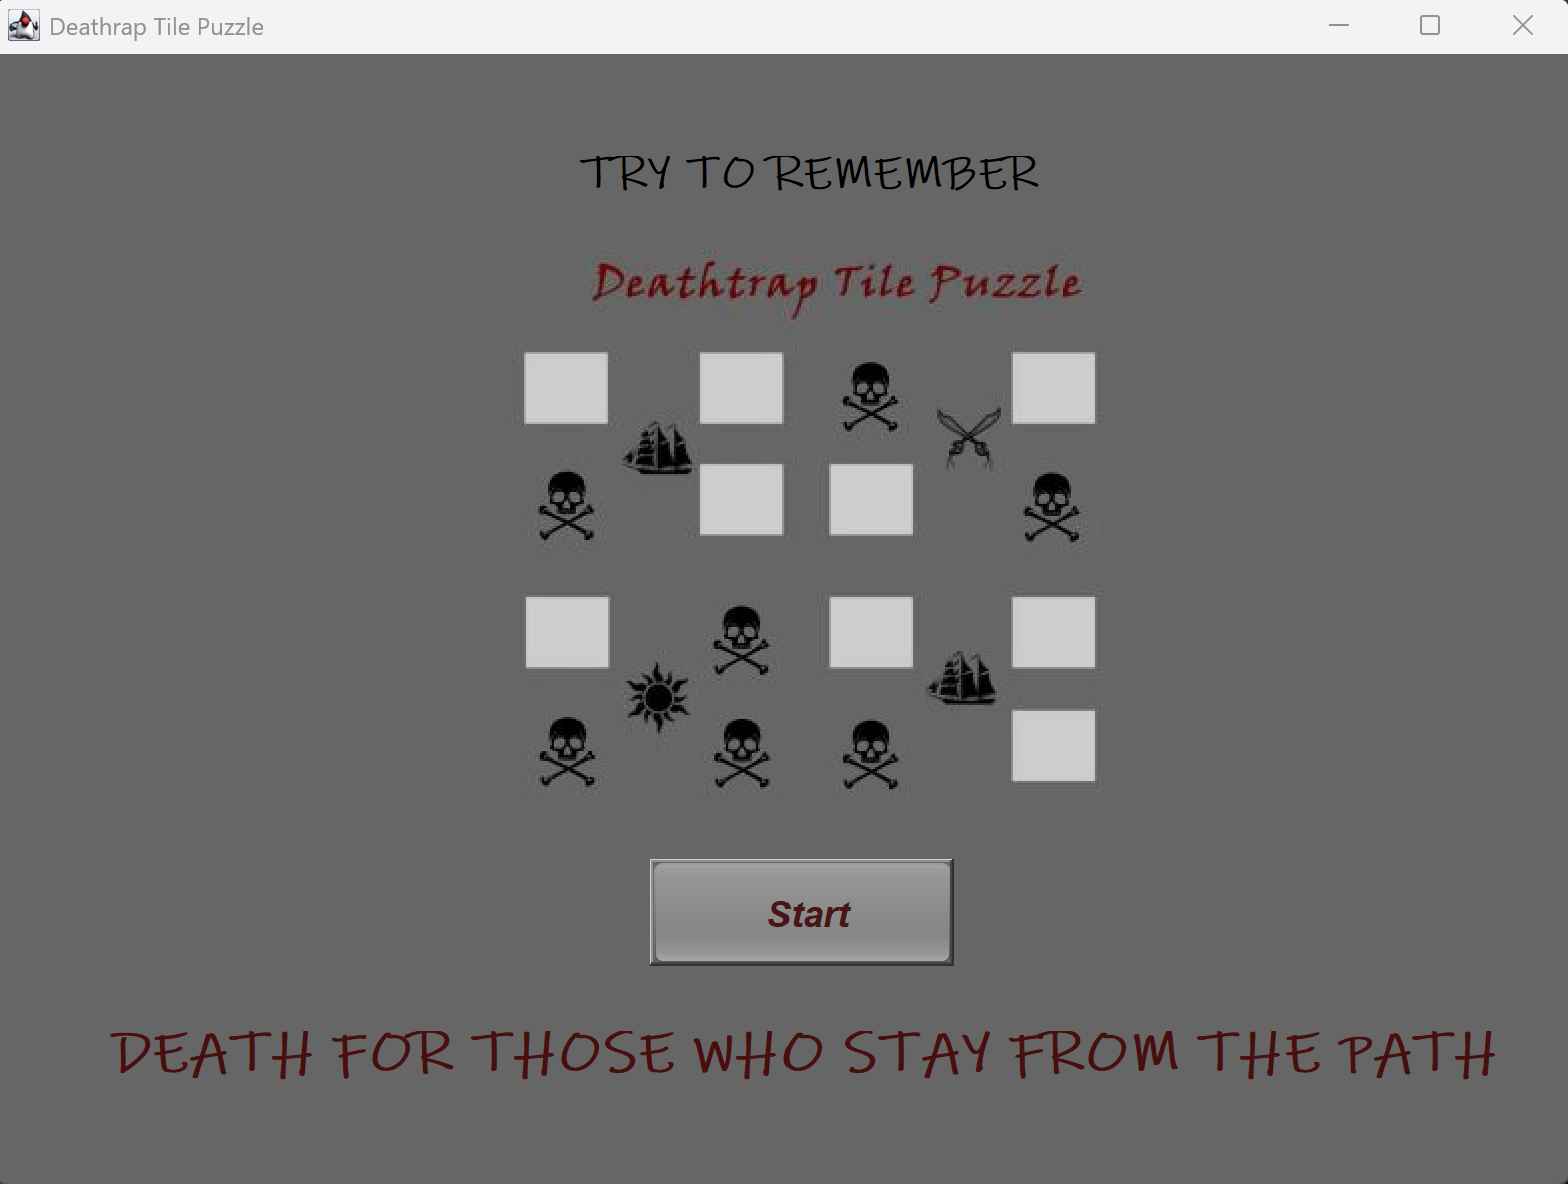 Deathrap Tile Puzzle
TRY TO REMEMBER
Deathtrap Tile Puzzle
Start
DEATH FOR THOSE WHO STAY FROM THE PATH